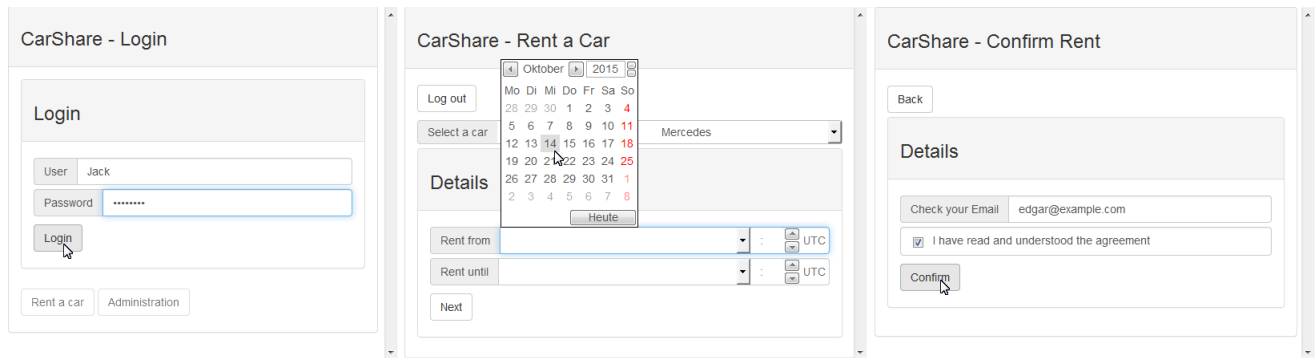 CarShare - Login
Login
User Jack
Password ••••••••
Login
Rent a car Administration
CarShare - Rent a Car
Oktober 2015
Mo Di Mi Do Fr Sa So
28 29 30 1 2 3 4
5 6 7 8 9 10 11
12 13 14 15 16 17 18
19 20 21 22 23 24 25
26 27 28 29 30 31 1
2 3 4 5 6 7 8
Heute
Log out
Select a car Mercedes
Details
Rent from : UTC
Rent until : UTC
Next
CarShare - Confirm Rent
Back
Details
Check your Email edgar@example.com
I have read and understood the agreement
Confirm